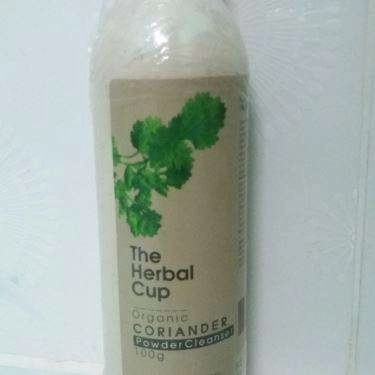 The
Herbal
Cup
Organic
CORIANDER
Powder Cleanser
100g